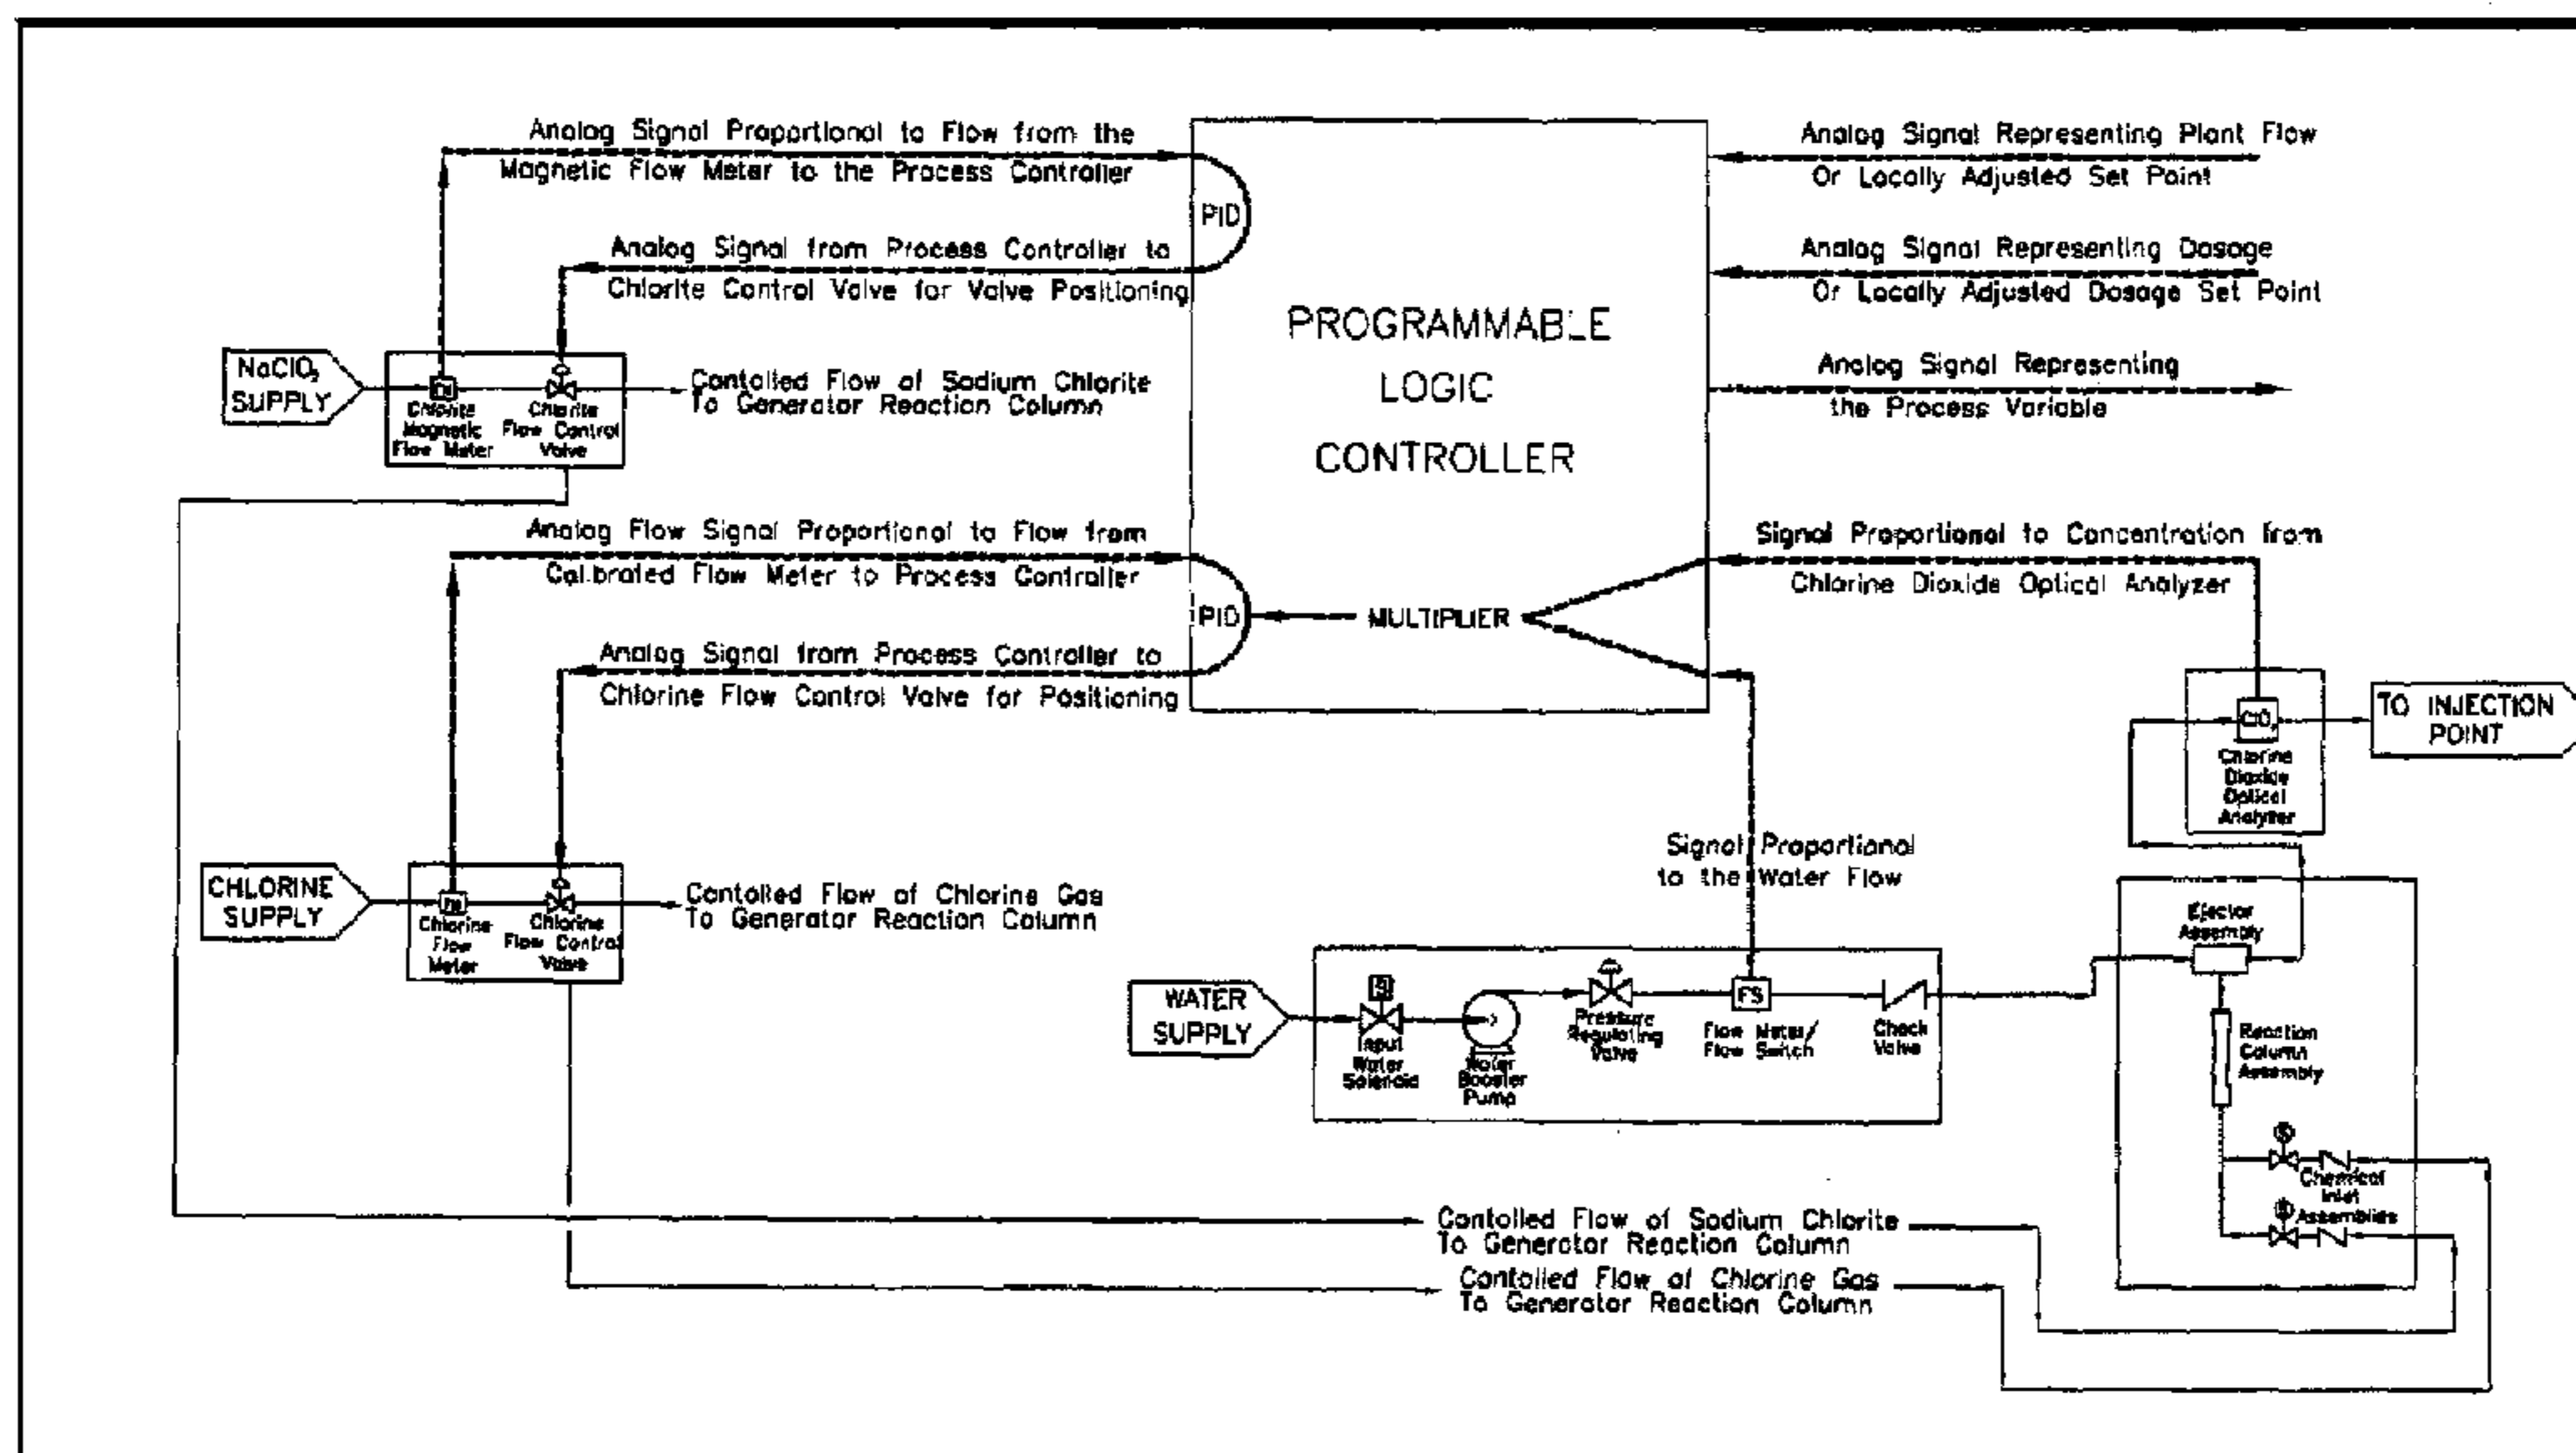 Analog Signal Proportional to Flow from the
Magnetic Flow Meter to the Process Controller
PID
Analog Signal from Process Controller to
Chlorite Control Valve for Valve Positioning
NaClO₂
SUPPLY
Chlorite
Magnetic
Flow Meter
Chlorite
Flow Control
Valve
Contolled Flow of Sodium Chlorite
To Generator Reaction Column
PROGRAMMABLE
LOGIC
CONTROLLER
Analog Signal Representing Plant Flow
Or Locally Adjusted Set Point
Analog Signal Representing Dosage
Or Locally Adjusted Dosage Set Point
Analog Signal Representing
the Process Variable
Analog Flow Signal Proportional to Flow from
Calibrated Flow Meter to Process Controller
PID
MULTIPLIER
Analog Signal from Process Controller to
Chlorine Flow Control Valve for Positioning
Signal Proportional to Concentration from
Chlorine Dioxide Optical Analyzer
ClO₂
Chlorine
Dioxide
Optical
Analyzer
TO INJECTION
POINT
CHLORINE
SUPPLY
Chlorine
Flow
Meter
Chlorine
Flow Control
Valve
Contolled Flow of Chlorine Gas
To Generator Reaction Column
Signal Proportional
to the Water Flow
WATER
SUPPLY
S
Input
Water
Solenoid
Water
Booster
Pump
Pressure
Regulating
Valve
FS
Flow Meter/
Flow Switch
Check
Valve
Ejector
Assembly
Reaction
Column
Assembly
S
Chemical
Inlet
Assemblies
S
Contolled Flow of Sodium Chlorite
To Generator Reaction Column
Contolled Flow of Chlorine Gas
To Generator Reaction Column